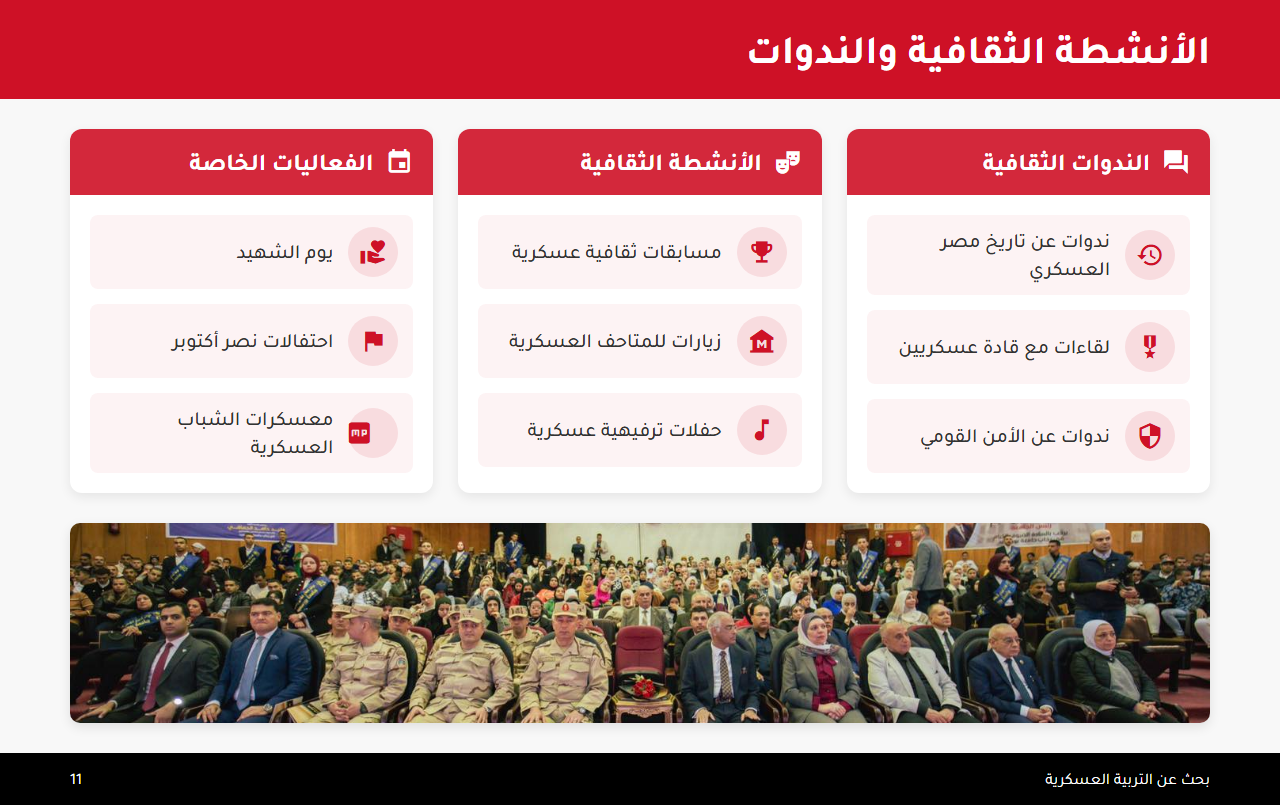 الأنشطة الثقافية والندوات
الندوات الثقافية
ندوات عن تاريخ مصر
العسكري
لقاءات مع قادة عسكريين
ندوات عن الأمن القومي
الأنشطة الثقافية
مسابقات ثقافية عسكرية
زيارات للمتاحف العسكرية
حفلات ترفيهية عسكرية
الفعاليات الخاصة
يوم الشهيد
احتفالات نصر أكتوبر
معسكرات الشباب
العسكرية
رئيس الجامعة
بحث عن التربية العسكرية
11